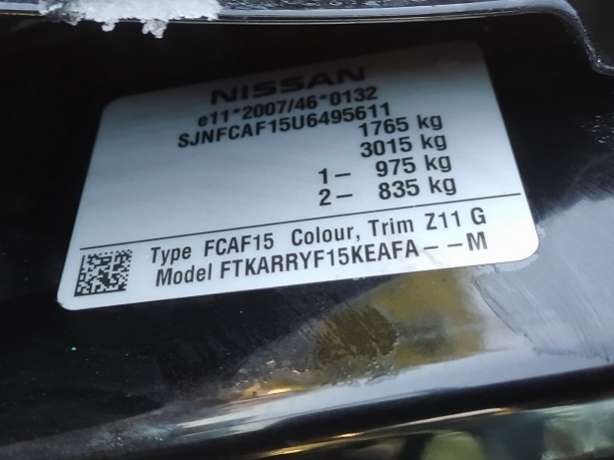 NISSAN
e11*2007/46*0132
SJNFCAF15U6495611
1765 kg
3015 kg
1- 975 kg
2- 835 kg
Type FCAF15 Colour, Trim Z11 G
Model FTKARRYF15KEAFA--M